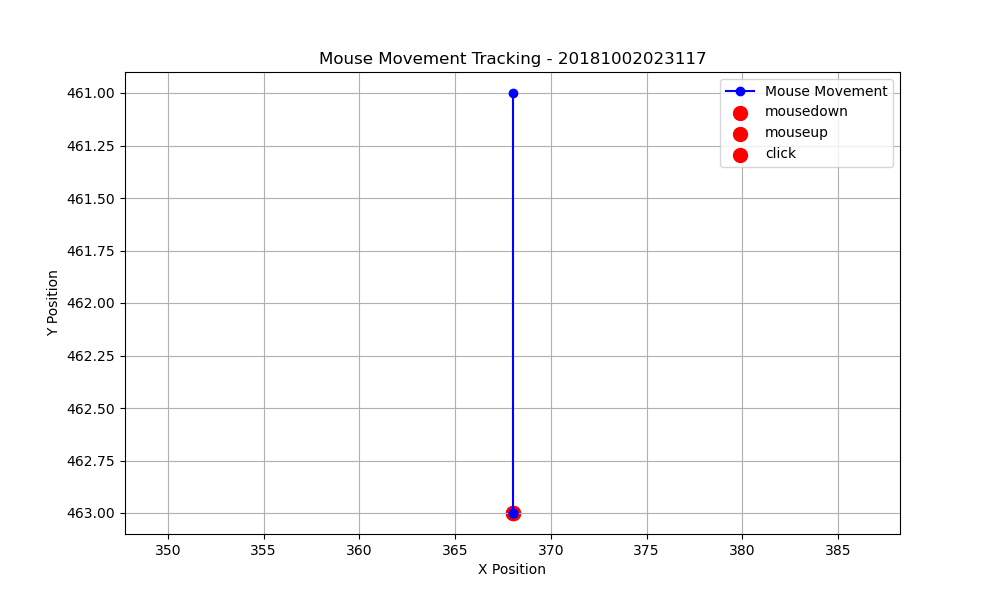 Mouse Movement Tracking - 20181002023117
Mouse Movement
mousedown
mouseup
click
Y Position
461.00
461.25
461.50
461.75
462.00
462.25
462.50
462.75
463.00
350 355 360 365 370 375 380 385
X Position